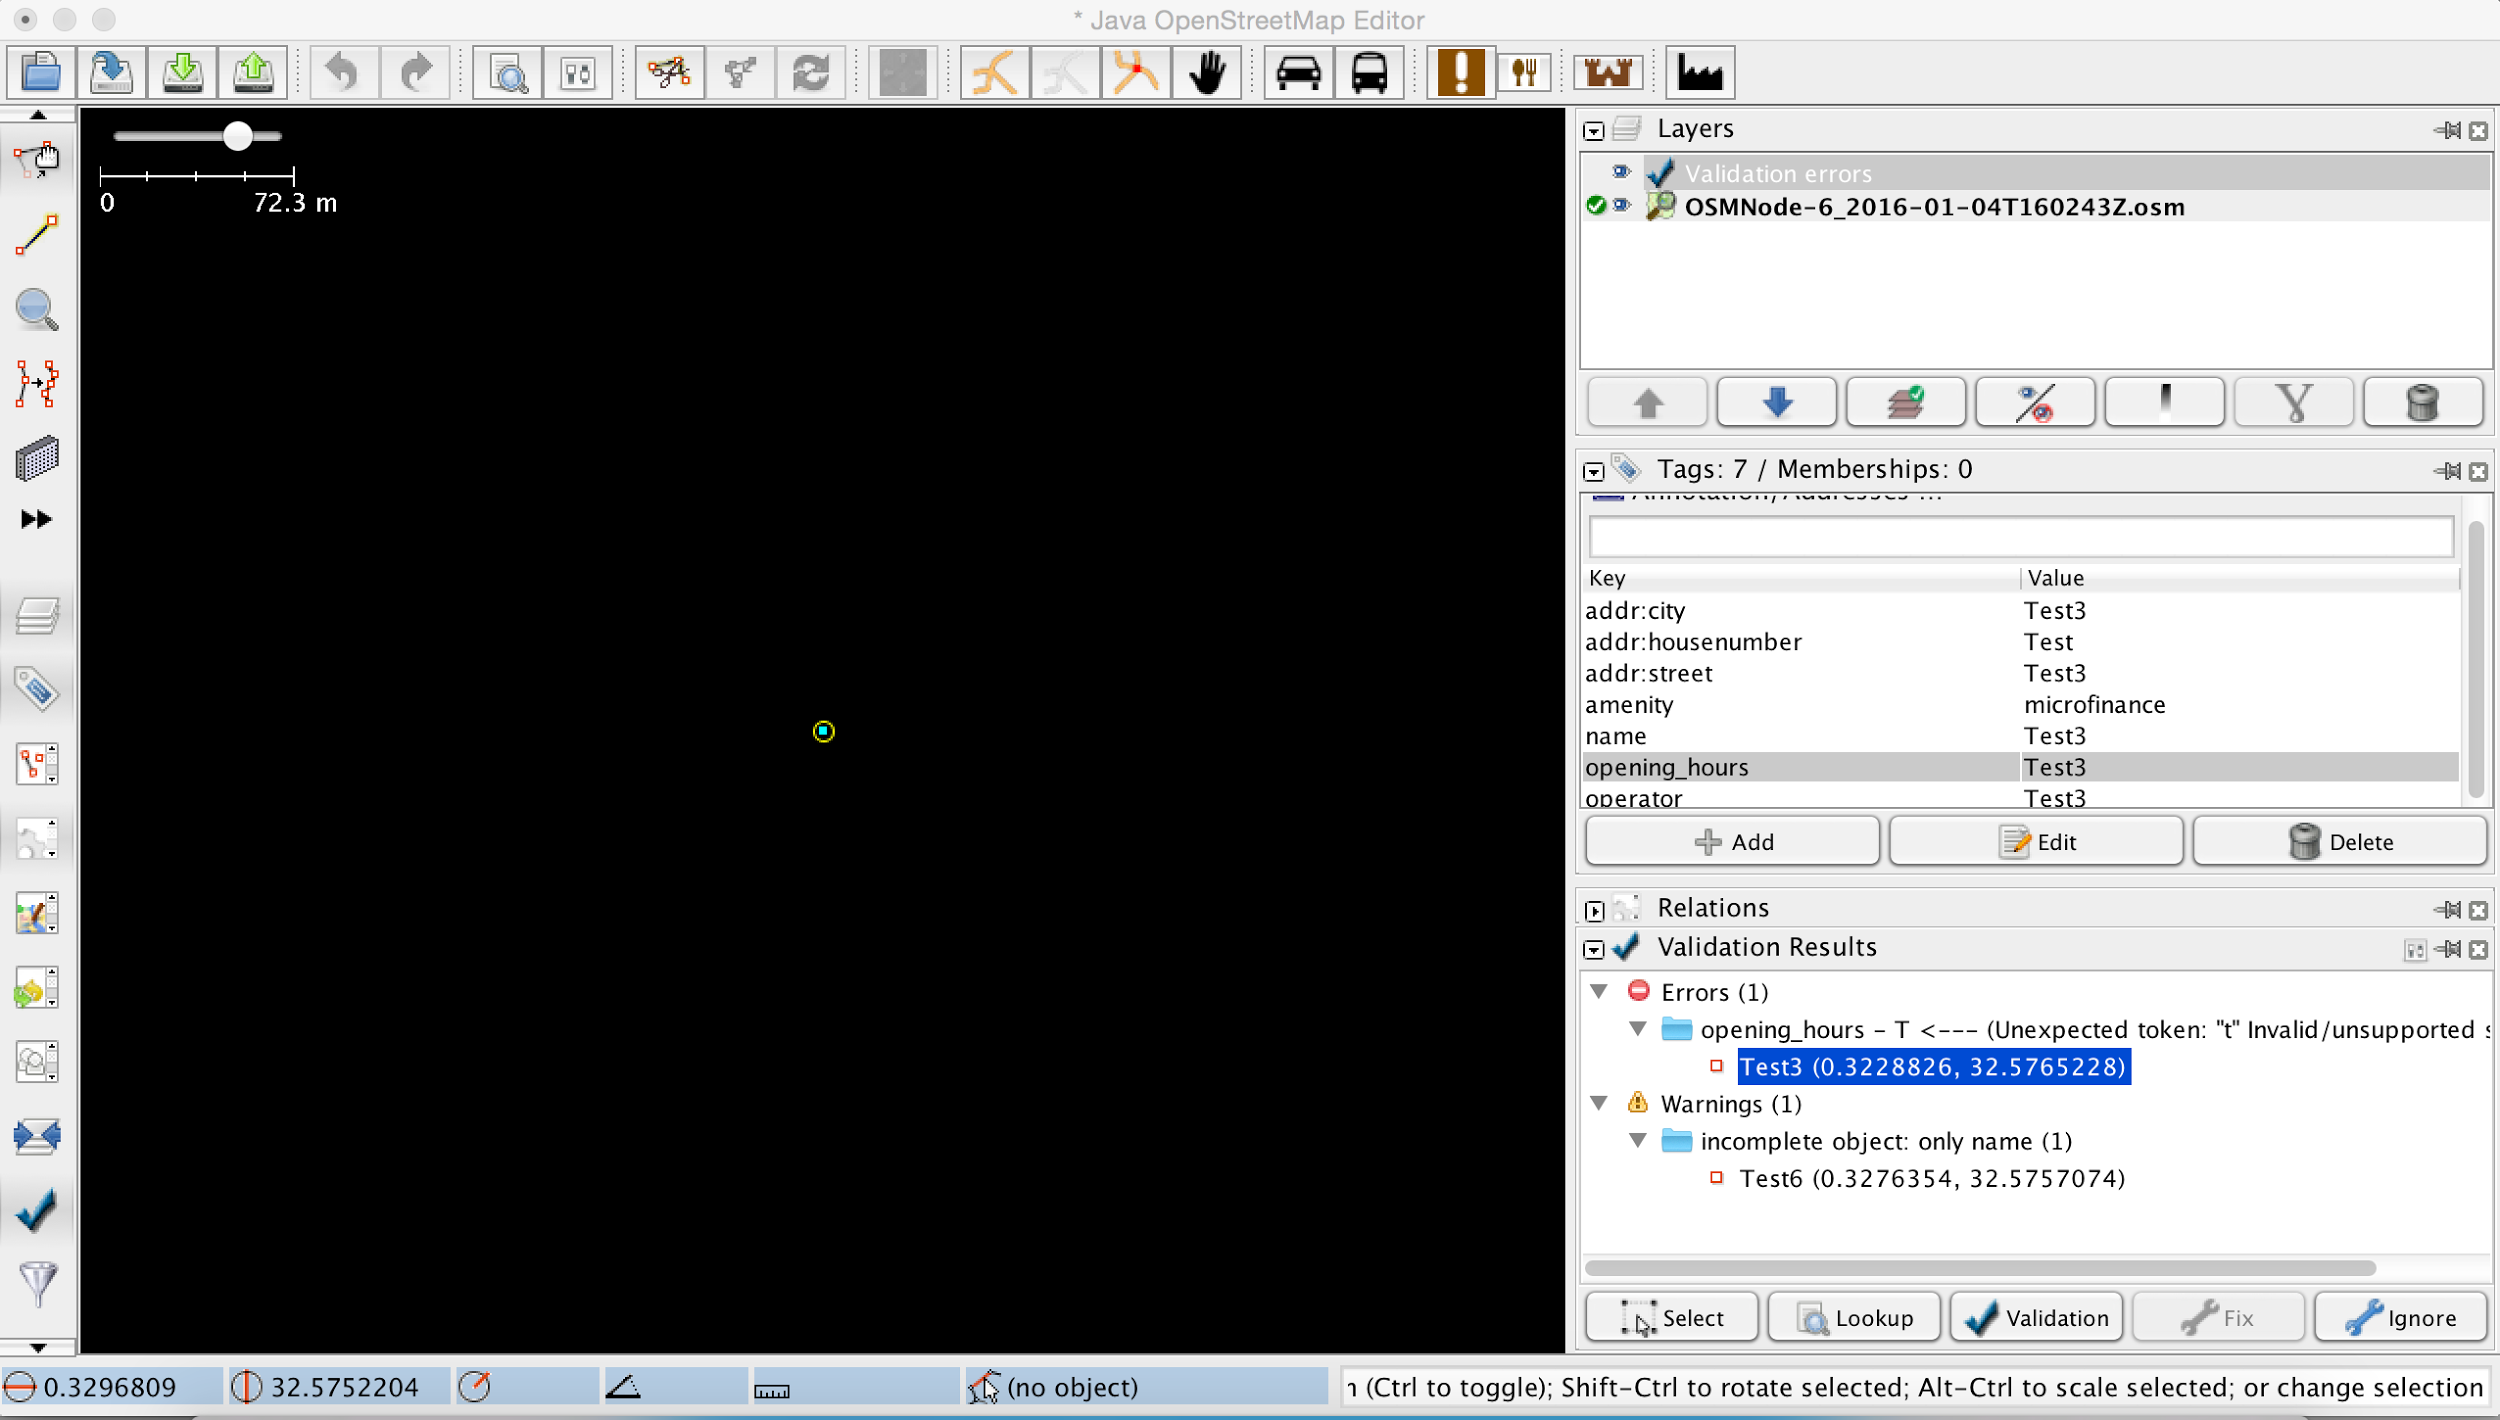 * Java OpenStreetMap Editor
0
72.3 m
Layers
Validation errors
OSMNode-6_2016-01-04T160243Z.osm
Tags: 7 / Memberships: 0
Annotation/Addresses ...
Key Value
addr:city Test3
addr:housenumber Test
addr:street Test3
amenity microfinance
name Test3
opening_hours Test3
operator Test3
Add Edit Delete
Relations
Validation Results
Errors (1)
opening_hours - T <--- (Unexpected token: "t" Invalid/unsupported s
Test3 (0.3228826, 32.5765228)
Warnings (1)
incomplete object: only name (1)
Test6 (0.3276354, 32.5757074)
Select Lookup Validation Fix Ignore
0.3296809 32.5752204 (no object) (Ctrl to toggle); Shift-Ctrl to rotate selected; Alt-Ctrl to scale selected; or change selection